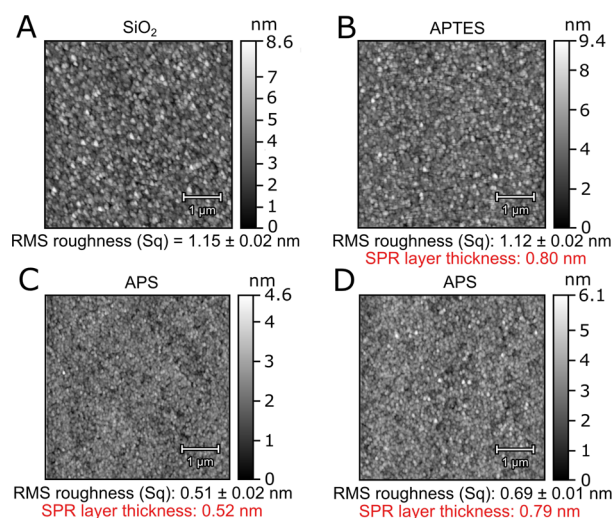 A
SiO2
nm
8.6
7
6
5
4
3
2
1
0
1 µm
RMS roughness (Sq) = 1.15 ± 0.02 nm
B
APTES
nm
9.4
8
6
4
2
0
1 µm
RMS roughness (Sq): 1.12 ± 0.02 nm
SPR layer thickness: 0.80 nm
C
APS
nm
4.6
4
3
2
1
0
1 µm
RMS roughness (Sq): 0.51 ± 0.02 nm
SPR layer thickness: 0.52 nm
D
APS
nm
6.1
5
4
3
2
1
0
1 µm
RMS roughness (Sq): 0.69 ± 0.01 nm
SPR layer thickness: 0.79 nm